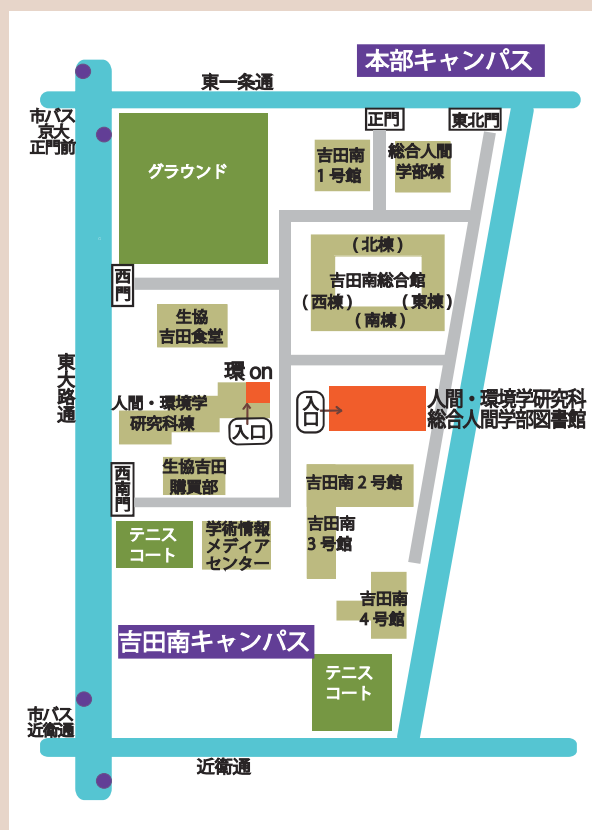 本部キャンパス
東一条通
市バス
京大
正門前
正門
東北門
グラウンド
吉田南
1号館
総合人間
学部棟
(北棟)
吉田南総合館
(西棟)
(東棟)
(南棟)
西門
生協
吉田食堂
東大路通
環on
人間・環境学
研究科棟
入口
入口
人間・環境学研究科
総合人間学部図書館
西南門
生協吉田
購買部
吉田南2号館
吉田南
3号館
テニス
コート
学術情報
メディア
センター
吉田南
4号館
吉田南キャンパス
テニス
コート
市バス
近衛通
近衛通